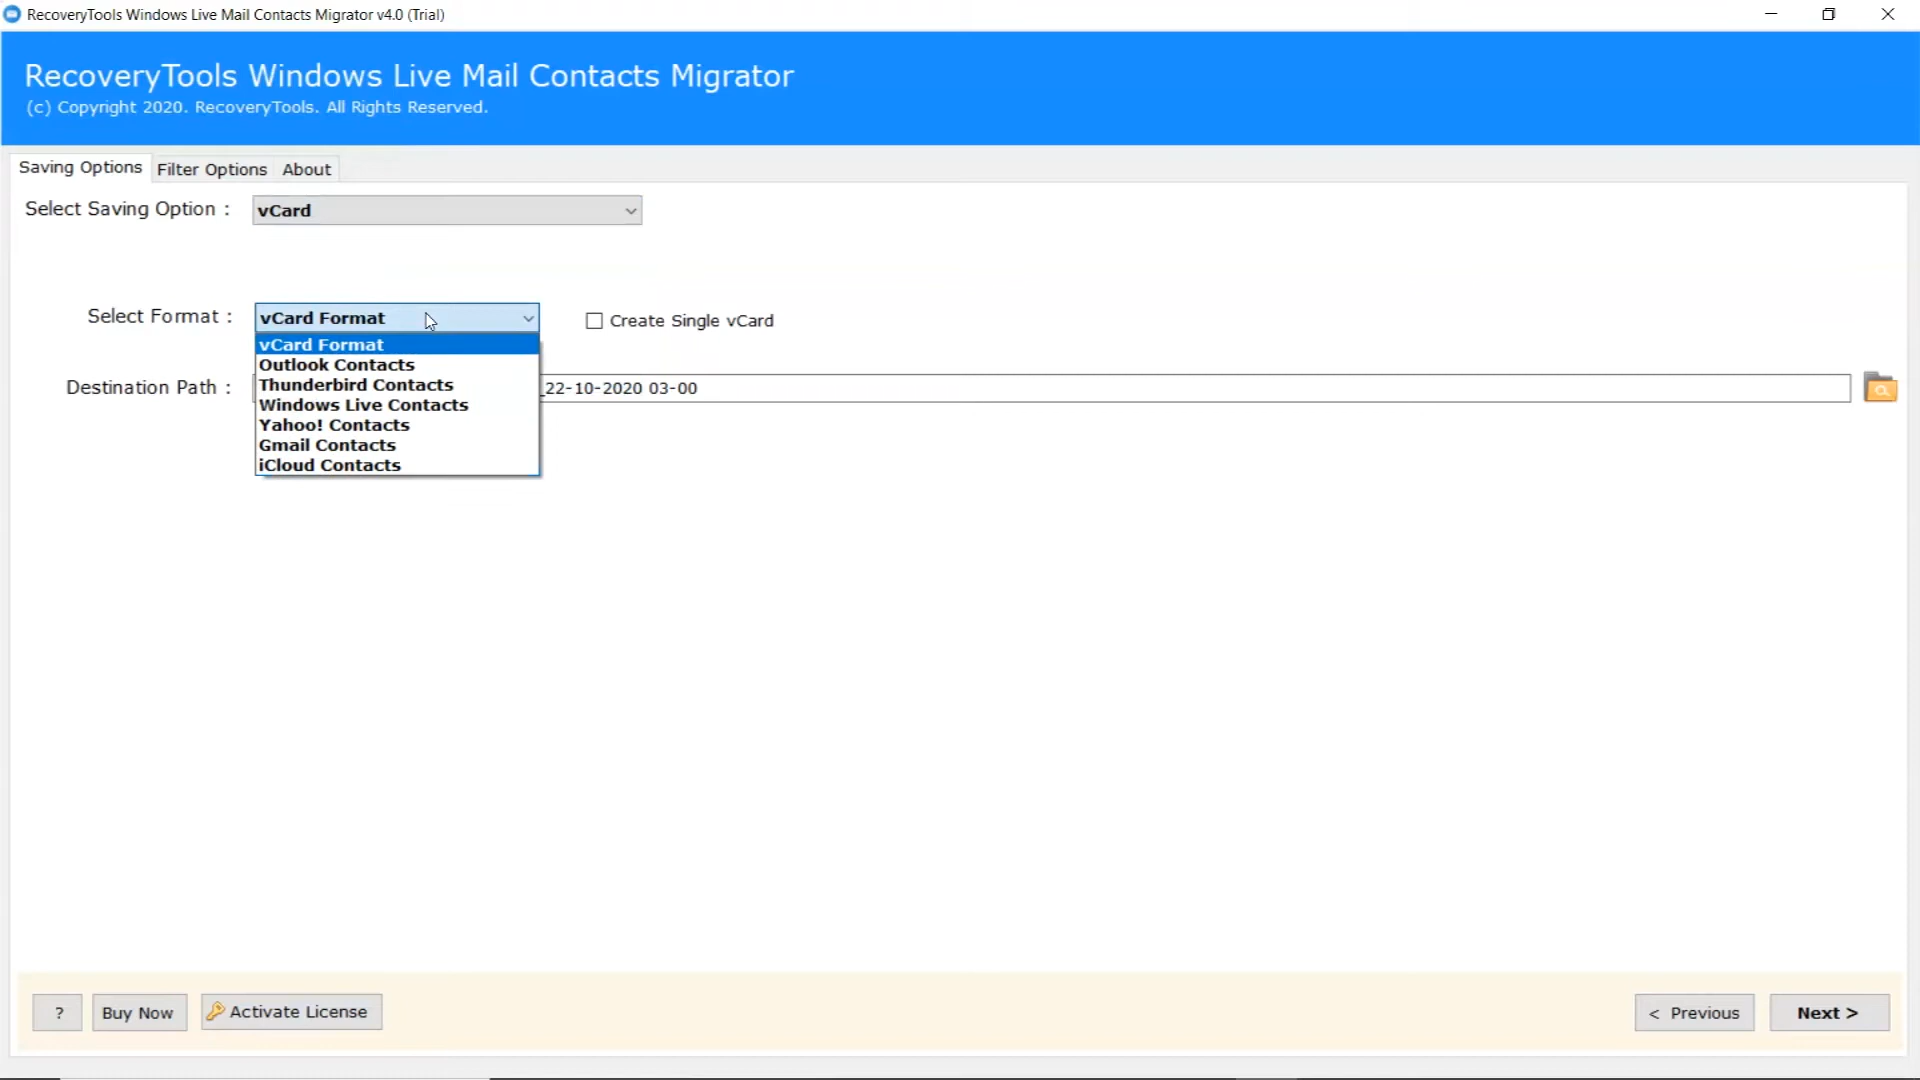 RecoveryTools Windows Live Mail Contacts Migrator v4.0 (Trial)
RecoveryTools Windows Live Mail Contacts Migrator
(c) Copyright 2020. RecoveryTools. All Rights Reserved.
Saving Options Filter Options About
Select Saving Option : vCard
Select Format : vCard Format Create Single vCard
vCard Format
Outlook Contacts
Thunderbird Contacts
Destination Path : _22-10-2020 03-00
Windows Live Contacts
Yahoo! Contacts
Gmail Contacts
iCloud Contacts
? Buy Now Activate License < Previous Next >